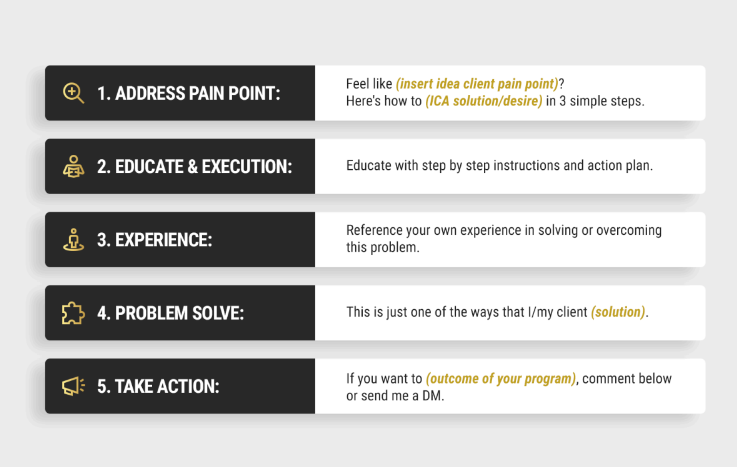 1. ADDRESS PAIN POINT:
Feel like (insert idea client pain point)?
Here's how to (ICA solution/desire) in 3 simple steps.
2. EDUCATE & EXECUTION:
Educate with step by step instructions and action plan.
3. EXPERIENCE:
Reference your own experience in solving or overcoming
this problem.
4. PROBLEM SOLVE:
This is just one of the ways that I/my client (solution).
5. TAKE ACTION:
If you want to (outcome of your program), comment below
or send me a DM.